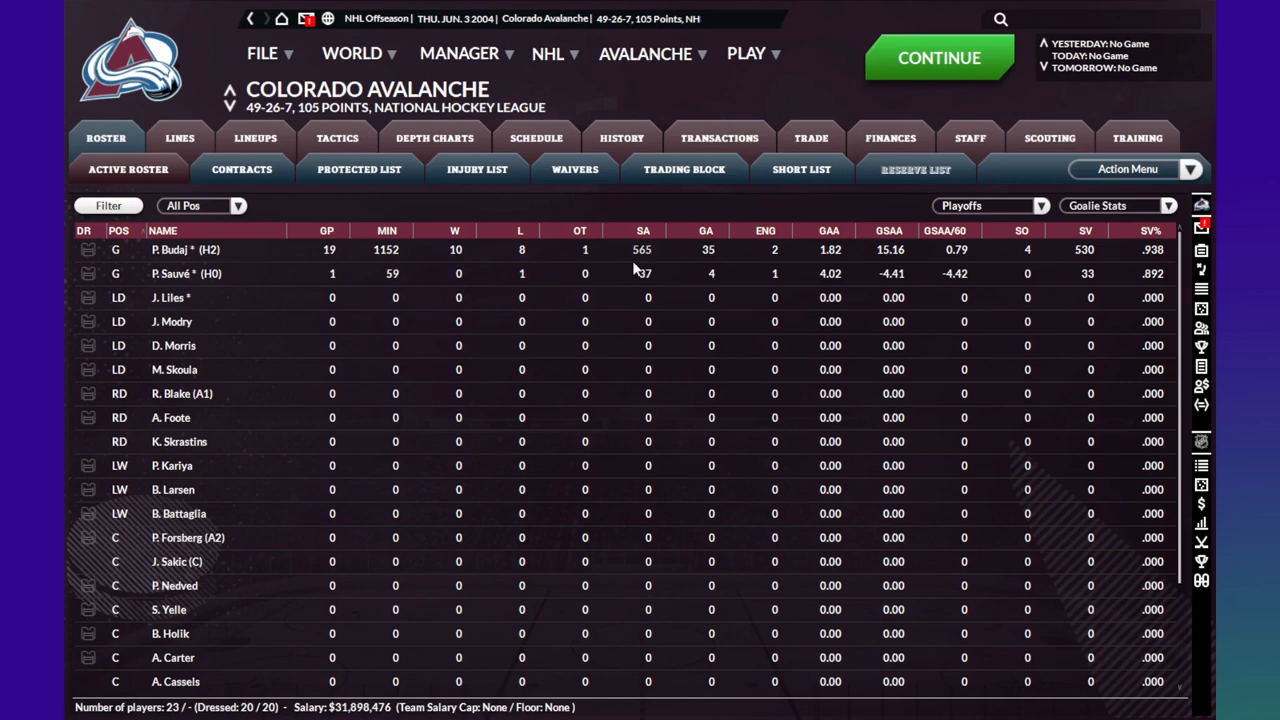 NHL Offseason | THU. JUN. 3 2004 | Colorado Avalanche | 49-26-7, 105 Points, NH
FILE WORLD MANAGER NHL AVALANCHE PLAY
CONTINUE
YESTERDAY: No Game
TODAY: No Game
TOMORROW: No Game
COLORADO AVALANCHE
49-26-7, 105 POINTS, NATIONAL HOCKEY LEAGUE
ROSTER LINES LINEUPS TACTICS DEPTH CHARTS SCHEDULE HISTORY TRANSACTIONS TRADE FINANCES STAFF SCOUTING TRAINING
ACTIVE ROSTER CONTRACTS PROTECTED LIST INJURY LIST WAIVERS TRADING BLOCK SHORT LIST RESERVE LIST Action Menu
Filter All Pos Playoffs Goalie Stats
DR POS NAME GP MIN W L OT SA GA ENG GAA GSAA GSAA/60 SO SV SV%
G P. Budaj * (H2) 19 1152 10 8 1 565 35 2 1.82 15.16 0.79 4 530 .938
G P. Sauvé * (H0) 1 59 0 1 0 37 4 1 4.02 -4.41 -4.42 0 33 .892
LD J. Liles * 0 0 0 0 0 0 0 0 0.00 0.00 0 0 0 .000
LD J. Modry 0 0 0 0 0 0 0 0 0.00 0.00 0 0 0 .000
LD D. Morris 0 0 0 0 0 0 0 0 0.00 0.00 0 0 0 .000
LD M. Skoula 0 0 0 0 0 0 0 0 0.00 0.00 0 0 0 .000
RD R. Blake (A1) 0 0 0 0 0 0 0 0 0.00 0.00 0 0 0 .000
RD A. Foote 0 0 0 0 0 0 0 0 0.00 0.00 0 0 0 .000
RD K. Skrastins 0 0 0 0 0 0 0 0 0.00 0.00 0 0 0 .000
LW P. Kariya 0 0 0 0 0 0 0 0 0.00 0.00 0 0 0 .000
LW B. Larsen 0 0 0 0 0 0 0 0 0.00 0.00 0 0 0 .000
LW B. Battaglia 0 0 0 0 0 0 0 0 0.00 0.00 0 0 0 .000
C P. Forsberg (A2) 0 0 0 0 0 0 0 0 0.00 0.00 0 0 0 .000
C J. Sakic (C) 0 0 0 0 0 0 0 0 0.00 0.00 0 0 0 .000
C P. Nedved 0 0 0 0 0 0 0 0 0.00 0.00 0 0 0 .000
C S. Yelle 0 0 0 0 0 0 0 0 0.00 0.00 0 0 0 .000
C B. Holik 0 0 0 0 0 0 0 0 0.00 0.00 0 0 0 .000
C A. Carter 0 0 0 0 0 0 0 0 0.00 0.00 0 0 0 .000
C A. Cassels 0 0 0 0 0 0 0 0 0.00 0.00 0 0 0 .000
Number of players: 23 / - (Dressed: 20 / 20) - Salary: $31,898,476 (Team Salary Cap: None / Floor: None )